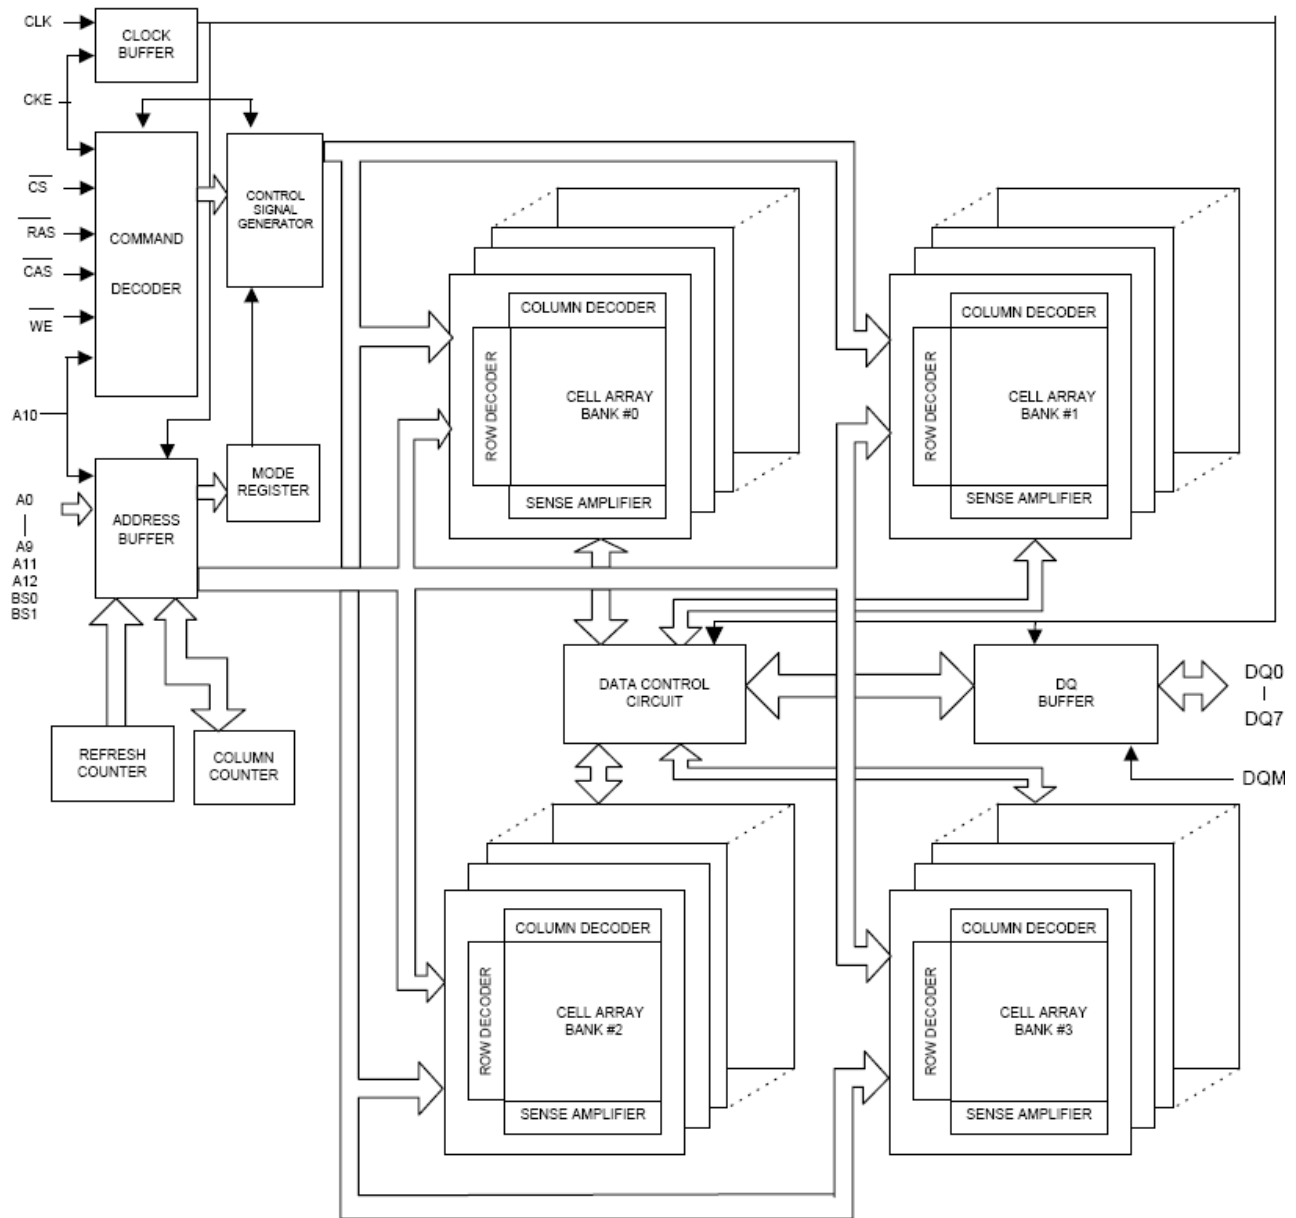 CLK
CLOCK
BUFFER
CKE
CS
RAS
CAS
WE
A10
COMMAND
DECODER
CONTROL
SIGNAL
GENERATOR
MODE
REGISTER
A0
|
A9
A11
A12
BS0
BS1
ADDRESS
BUFFER
REFRESH
COUNTER
COLUMN
COUNTER
COLUMN DECODER
ROW DECODER
CELL ARRAY
BANK #0
SENSE AMPLIFIER
COLUMN DECODER
ROW DECODER
CELL ARRAY
BANK #1
SENSE AMPLIFIER
DATA CONTROL
CIRCUIT
DQ
BUFFER
DQ0
|
DQ7
DQM
COLUMN DECODER
ROW DECODER
CELL ARRAY
BANK #2
SENSE AMPLIFIER
COLUMN DECODER
ROW DECODER
CELL ARRAY
BANK #3
SENSE AMPLIFIER